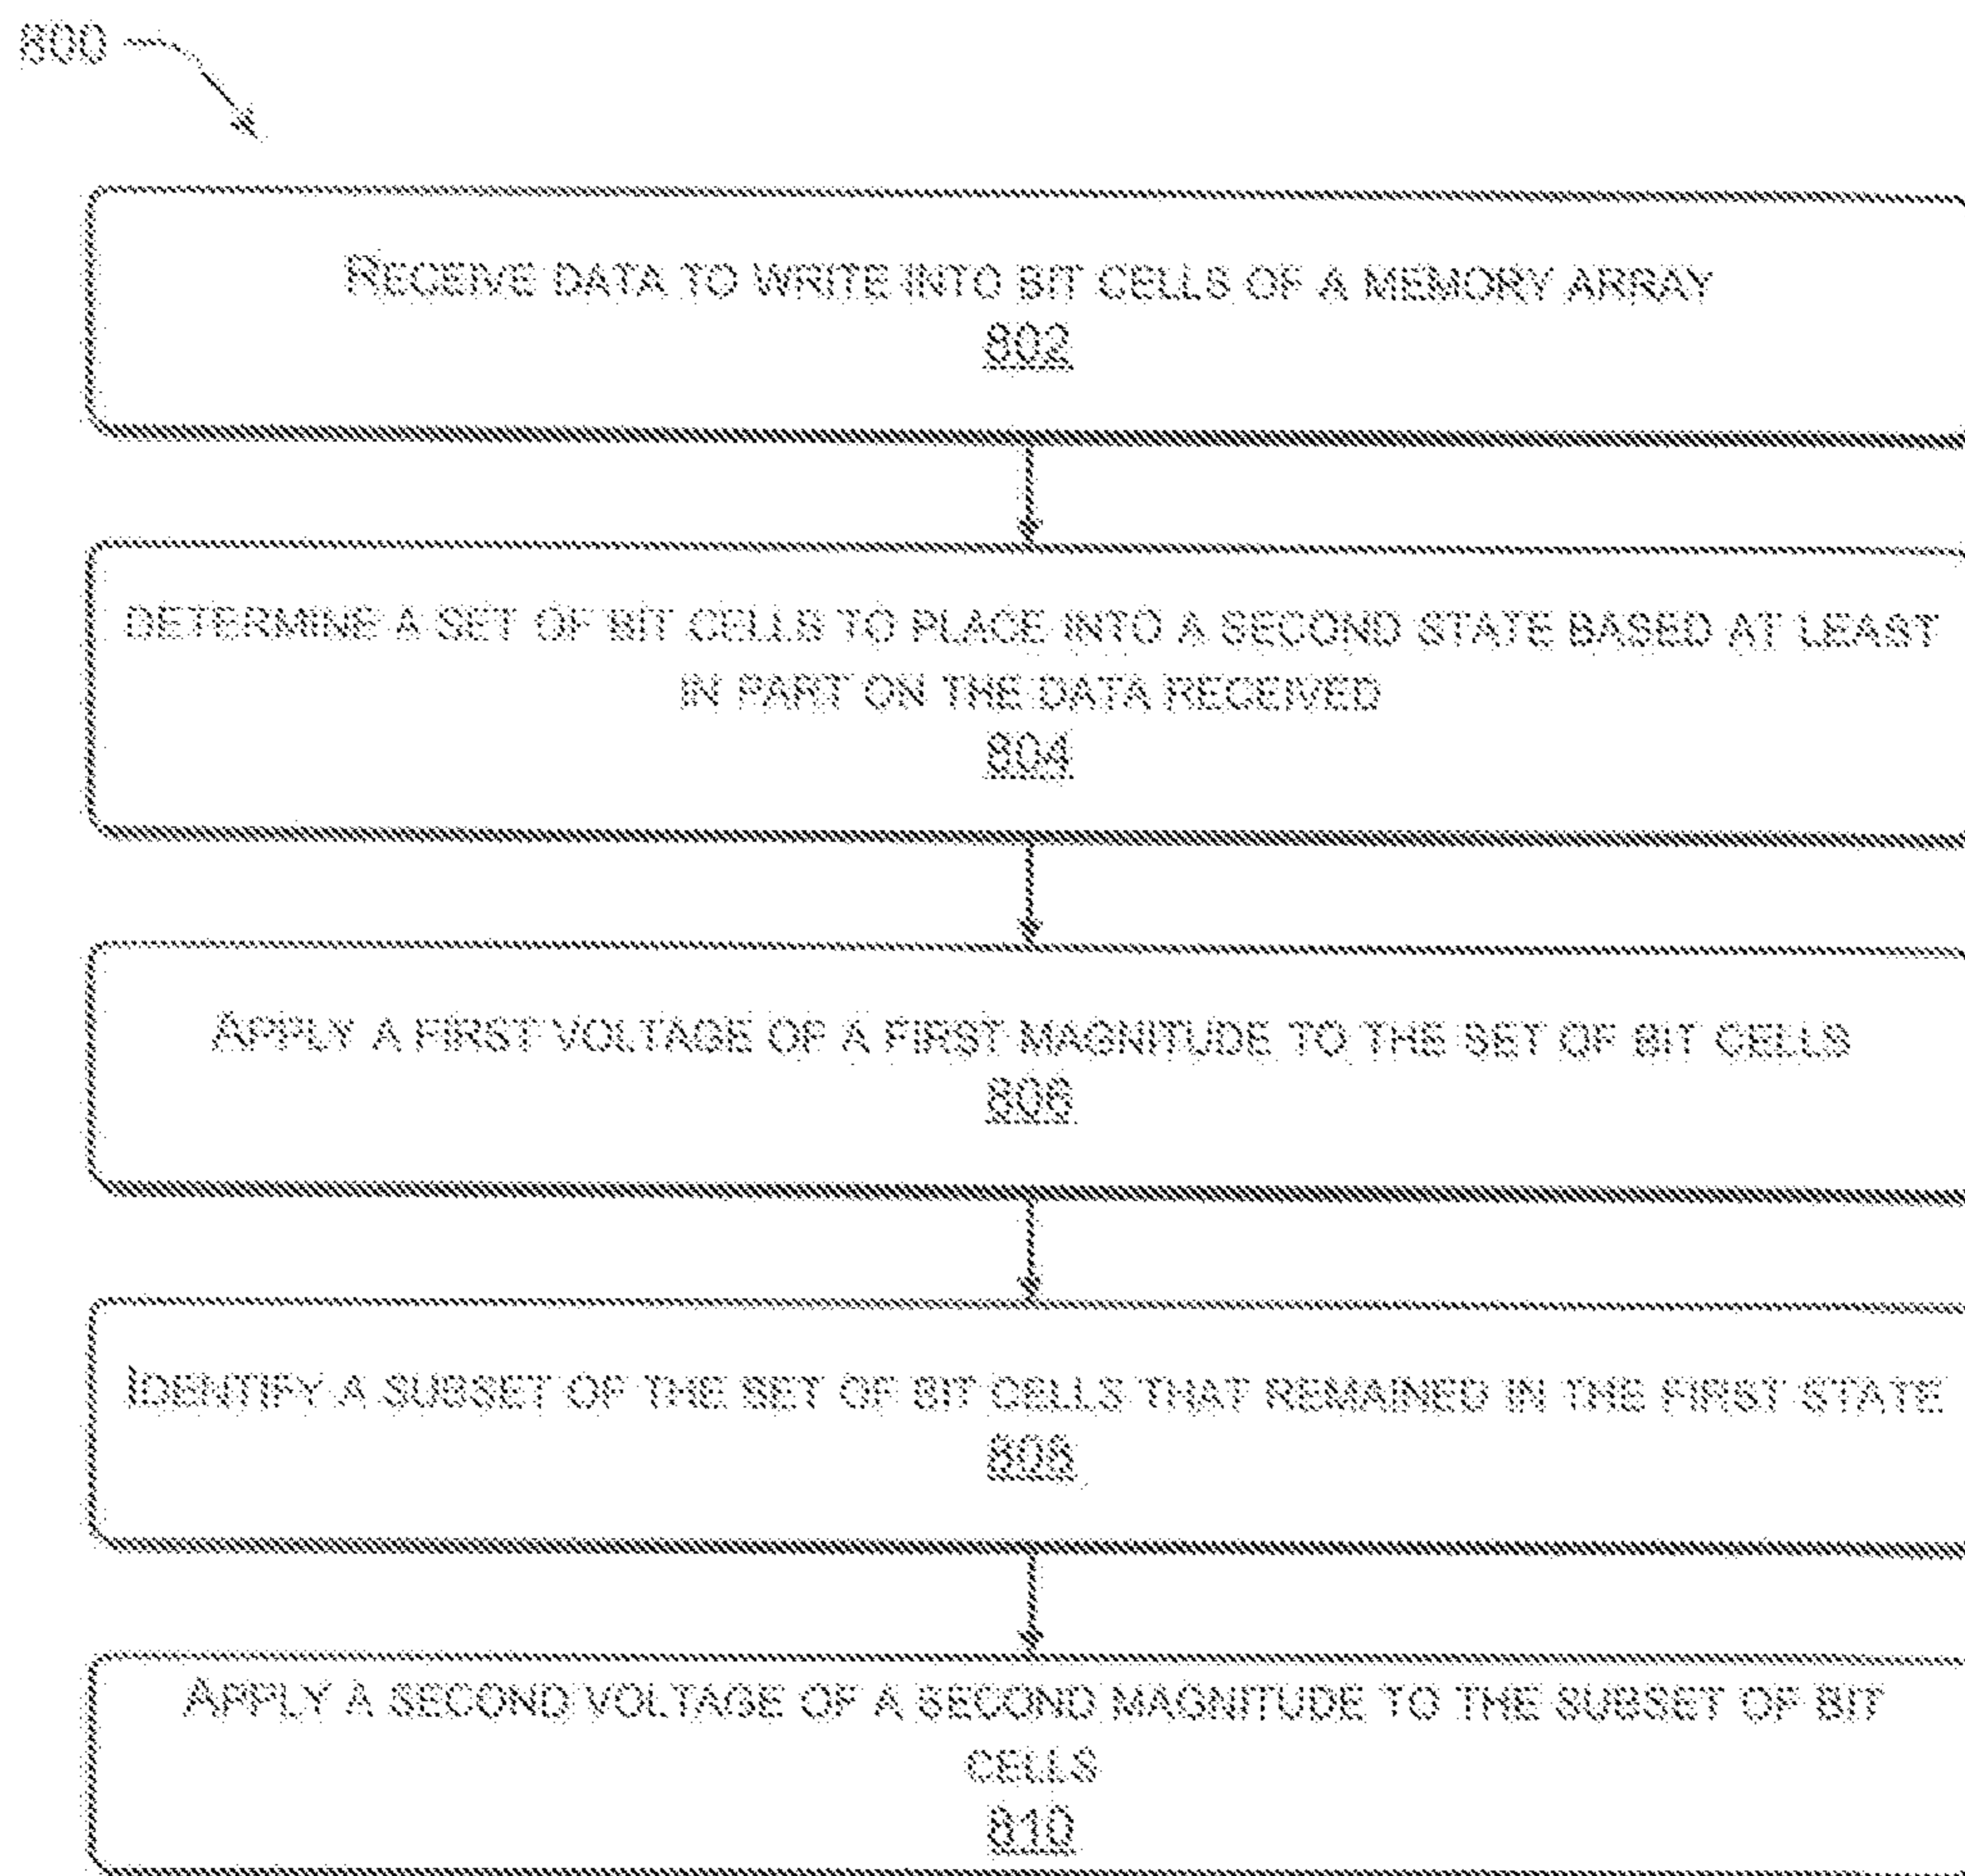 800
RECEIVE DATA TO WRITE INTO BIT CELLS OF A MEMORY ARRAY
802
DETERMINE A SET OF BIT CELLS TO PLACE INTO A SECOND STATE BASED AT LEAST
IN PART ON THE DATA RECEIVED
804
APPLY A FIRST VOLTAGE OF A FIRST MAGNITUDE TO THE SET OF BIT CELLS
806
IDENTIFY A SUBSET OF THE SET OF BIT CELLS THAT REMAINED IN THE FIRST STATE
808
APPLY A SECOND VOLTAGE OF A SECOND MAGNITUDE TO THE SUBSET OF BIT
CELLS
810